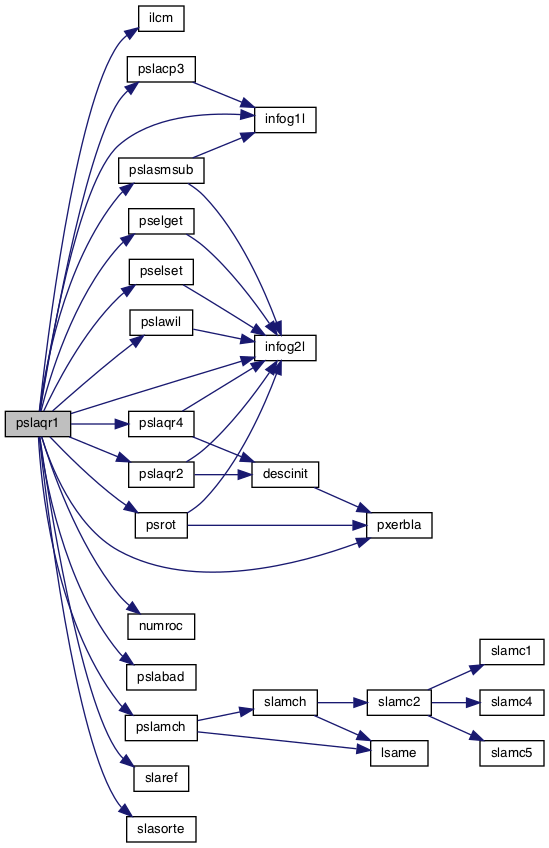 ilcm
pslacp3
infog1l
pslasmsub
pselget
pselset
pslawil
infog2l
pslaqr1
pslaqr4
pslaqr2
descinit
psrot
pxerbla
numroc
slamc1
pslabad
slamch
slamc2
slamc4
pslamch
lsame
slamc5
slaref
slasorte